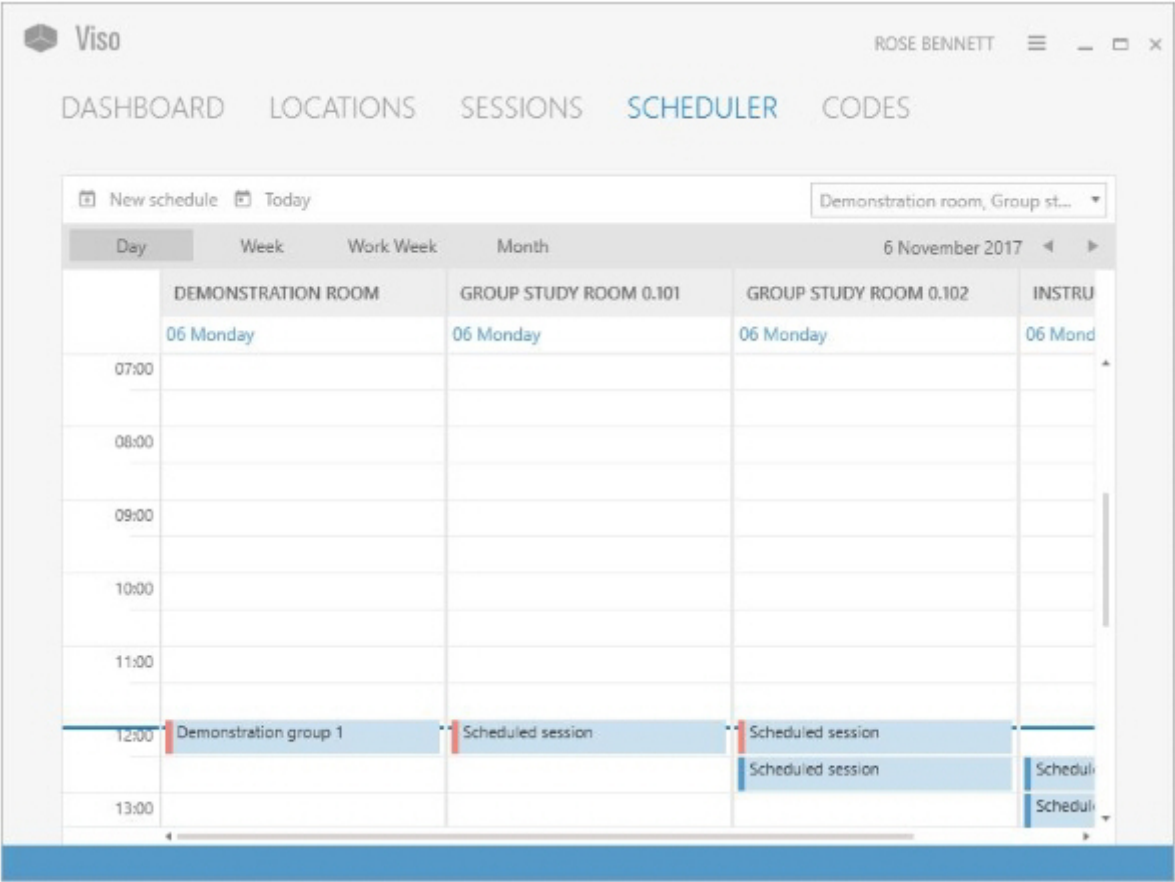 Viso
ROSE BENNETT
DASHBOARD LOCATIONS SESSIONS SCHEDULER CODES
New schedule Today Demonstration room, Group st...
Day Week Work Week Month 6 November 2017
DEMONSTRATION ROOM GROUP STUDY ROOM 0.101 GROUP STUDY ROOM 0.102 INSTRU
06 Monday 06 Monday 06 Monday 06 Mond
07:00
08:00
09:00
10:00
11:00
12:00 Demonstration group 1 Scheduled session Scheduled session
Scheduled session Schedul
13:00 Schedul